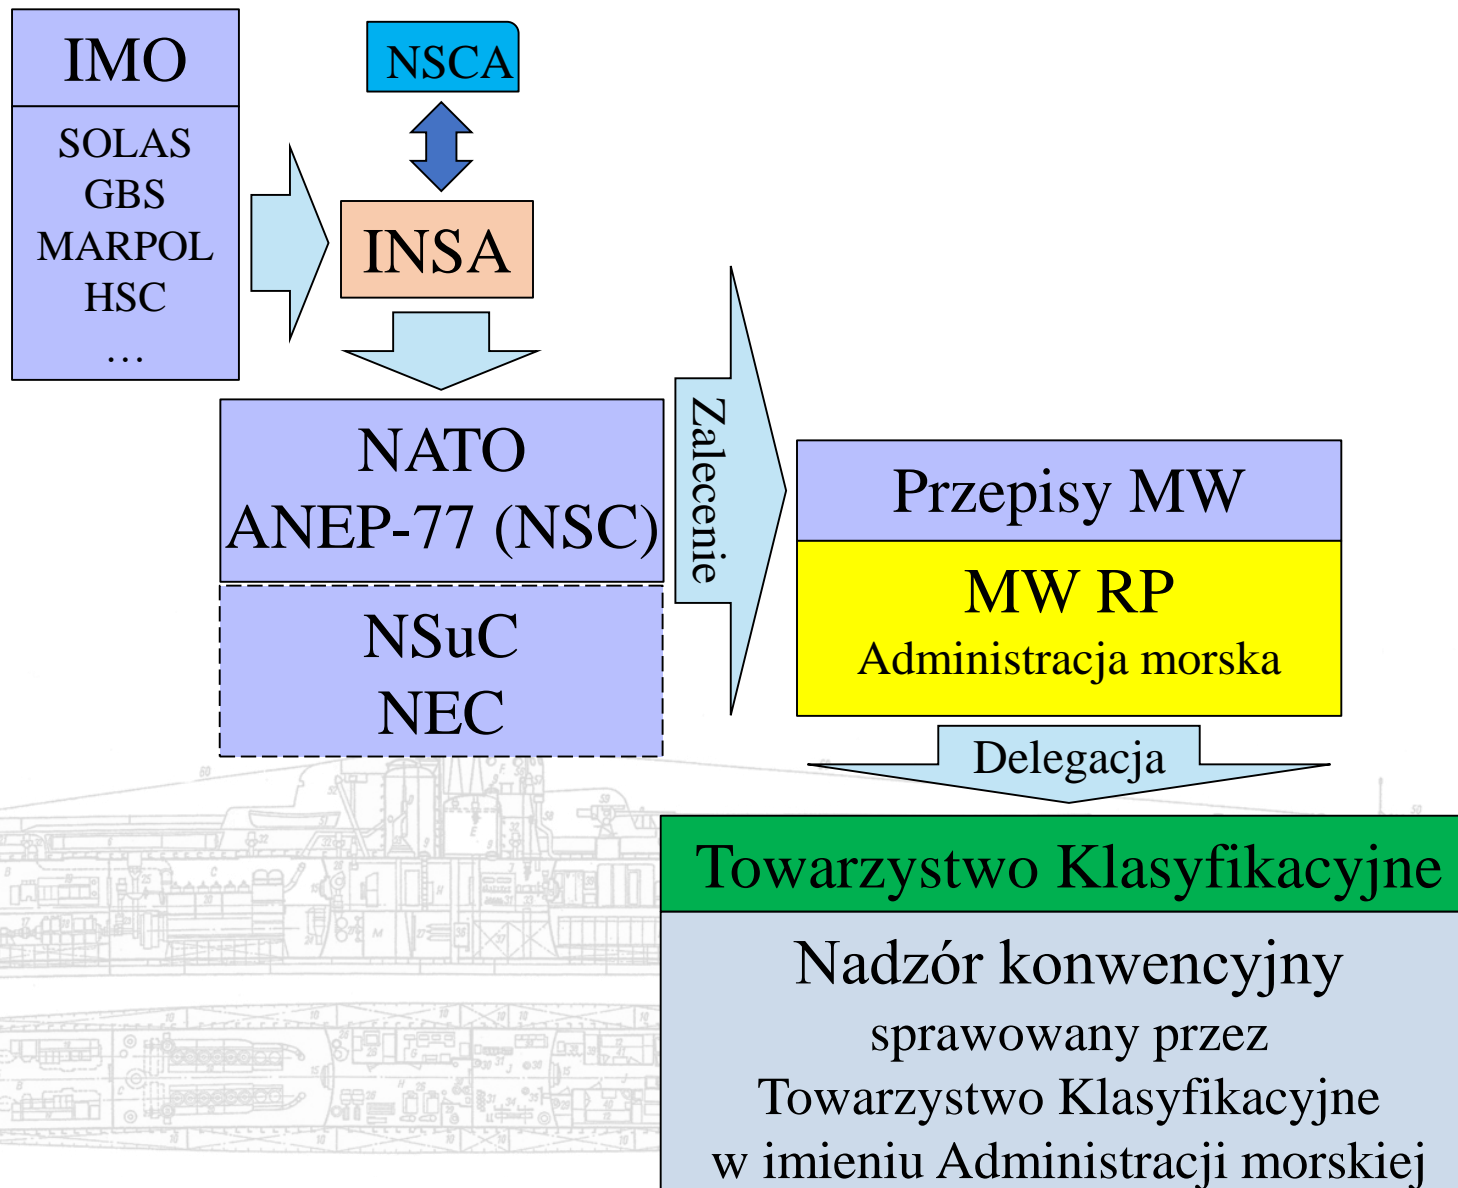 IMO
SOLAS
GBS
MARPOL
HSC
…
NSCA
INSA
NATO
ANEP-77 (NSC)
NSuC
NEC
Zalecenie
Przepisy MW
MW RP
Administracja morska
Delegacja
Towarzystwo Klasyfikacyjne
Nadzór konwencyjny
sprawowany przez
Towarzystwo Klasyfikacyjne
w imieniu Administracji morskiej